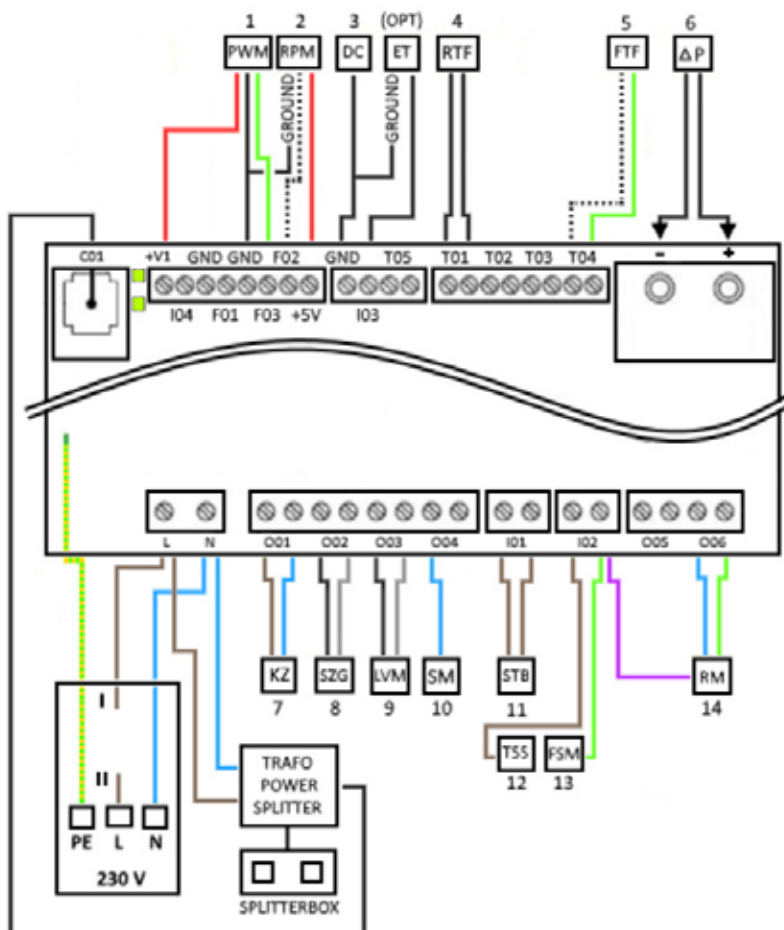 1 2 3 (OPT) 4 5 6
PWM RPM DC ET RTF FTF ΔP
GROUND GROUND
C01 +V1 GND GND F02 GND T05 T01 T02 T03 T04 - +
I04 F01 F03 +5V I03
L N O01 O02 O03 O04 I01 I02 O05 O06
KZ SZG LVM SM STB RM
7 8 9 10 11 14
I
TSS FSM
12 13
II
TRAFO
POWER
SPLITTER
PE L N
230 V
SPLITTERBOX